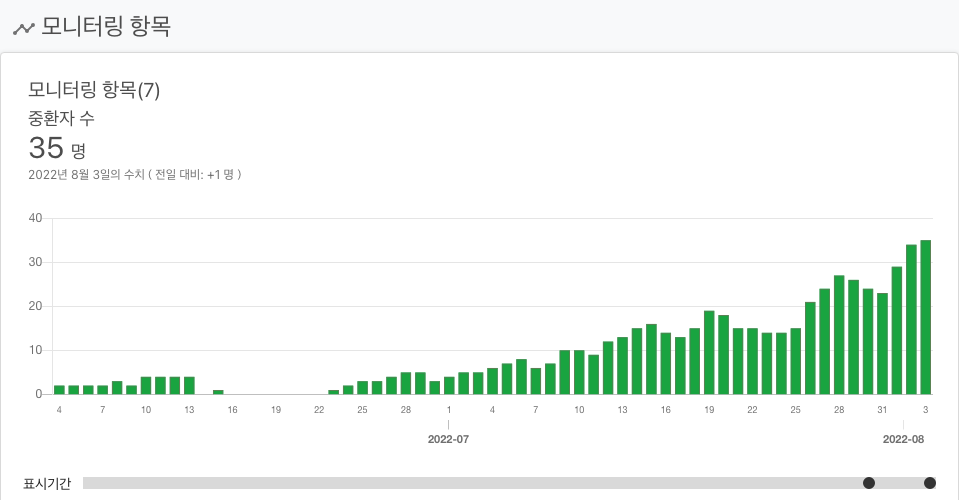 모니터링 항목
모니터링 항목(7)
중환자 수
35 명
2022년 8월 3일의 수치 ( 전일 대비: +1 명 )
40
30
20
10
0
4 7 10 13 16 19 22 25 28 1 4 7 10 13 16 19 22 25 28 31 3
2022-07 2022-08
표시기간